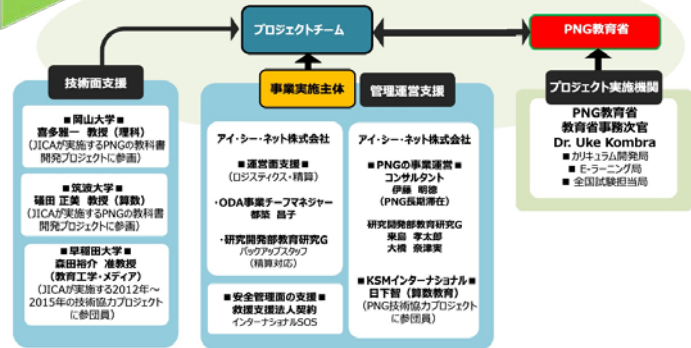 プロジェクトチーム
PNG教育省
技術面支援
■岡山大学■
喜多雅一 教授（理科）
（JICAが実施するPNGの教科書
開発プロジェクトに参画）
■筑波大学■
礒田 正美 教授（算数）
（JICAが実施するPNGの教科書
開発プロジェクトに参画）
■早稲田大学■
森田裕介 准教授
（教育工学・メディア）
（JICAが実施する2012年～
2015年の技術協力プロジェクト
に参団員）
事業実施主体
管理運営支援
アイ・シー・ネット株式会社
■運営面支援■
（ロジスティクス・精算）
・ODA事業チーフマネジャー
都築 昌子
・研究開発部教育研究G
バックアップスタッフ
（精算対応）
■安全管理面の支援■
救援支援法人契約
インターナショナルSOS
アイ・シー・ネット株式会社
■PNGの事業運営■
コンサルタント
伊藤 明徳
（PNG長期滞在）
研究開発部教育研究G
来島 孝太郎
大橋 奈津実
■KSMインターナショナル■
日下智（算数教育）
（PNG技術協力プロジェクト
に参団員）
プロジェクト実施機関
PNG教育省
教育省事務次官
Dr. Uke Kombra
■カリキュラム開発局
■E-ラーニング局
■全国試験担当局